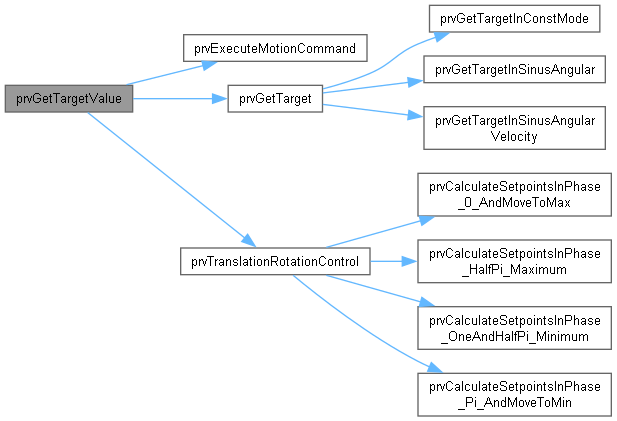 prvGetTargetValue
prvExecuteMotionCommand
prvGetTarget
prvGetTargetInConstMode
prvGetTargetInSinusAngular
prvGetTargetInSinusAngular
Velocity
prvTranslationRotationControl
prvCalculateSetpointsInPhase
_0_AndMoveToMax
prvCalculateSetpointsInPhase
_HalfPi_Maximum
prvCalculateSetpointsInPhase
_OneAndHalfPi_Minimum
prvCalculateSetpointsInPhase
_Pi_AndMoveToMin